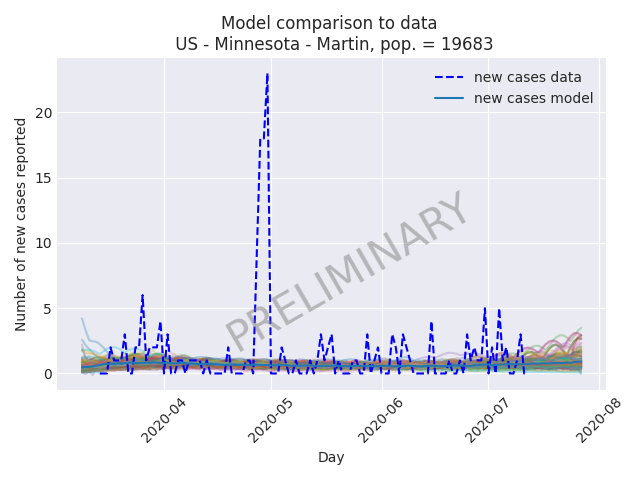 Model comparison to data
US - Minnesota - Martin, pop. = 19683
new cases data
new cases model
Number of new cases reported
20
15
10
5
0
PRELIMINARY
2020-04
2020-05
2020-06
2020-07
2020-08
Day